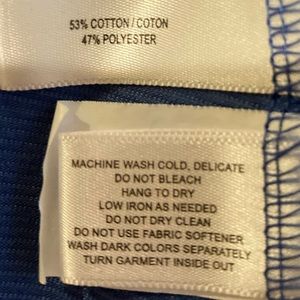 53% COTTON / COTON
47% POLYESTER
MACHINE WASH COLD, DELICATE
DO NOT BLEACH
HANG TO DRY
LOW IRON AS NEEDED
DO NOT DRY CLEAN
DO NOT USE FABRIC SOFTENER
WASH DARK COLORS SEPARATELY
TURN GARMENT INSIDE OUT